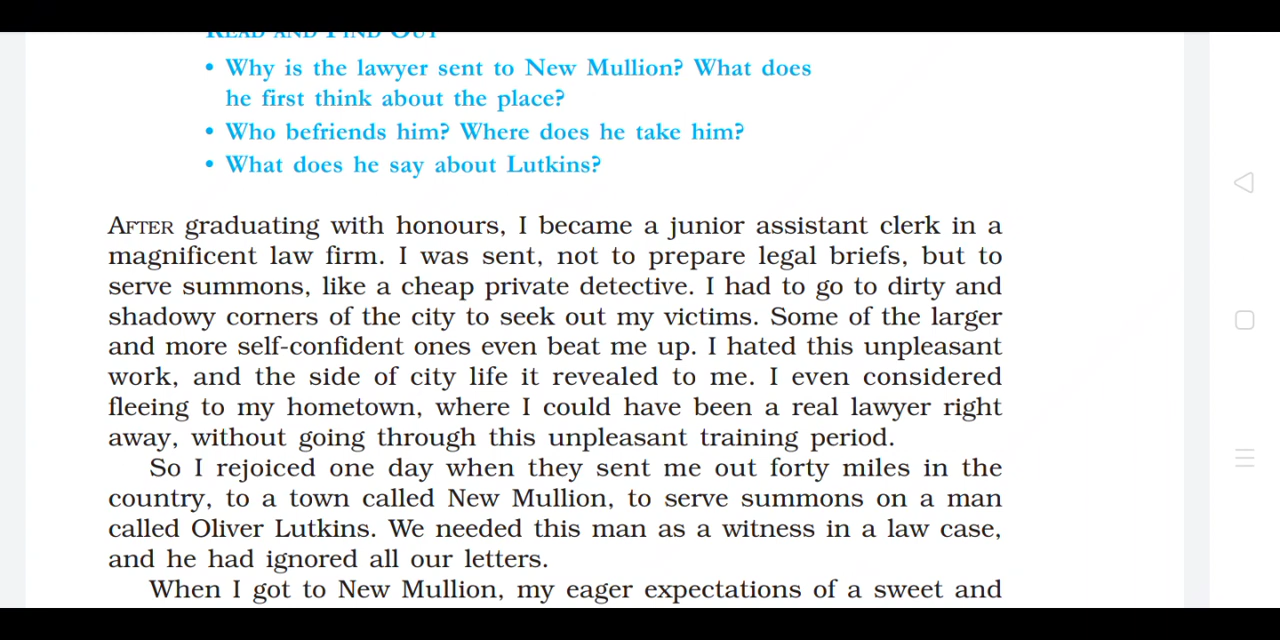 READ AND FIND OUT
• Why is the lawyer sent to New Mullion? What does
he first think about the place?
• Who befriends him? Where does he take him?
• What does he say about Lutkins?
AFTER graduating with honours, I became a junior assistant clerk in a
magnificent law firm. I was sent, not to prepare legal briefs, but to
serve summons, like a cheap private detective. I had to go to dirty and
shadowy corners of the city to seek out my victims. Some of the larger
and more self-confident ones even beat me up. I hated this unpleasant
work, and the side of city life it revealed to me. I even considered
fleeing to my hometown, where I could have been a real lawyer right
away, without going through this unpleasant training period.
So I rejoiced one day when they sent me out forty miles in the
country, to a town called New Mullion, to serve summons on a man
called Oliver Lutkins. We needed this man as a witness in a law case,
and he had ignored all our letters.
When I got to New Mullion, my eager expectations of a sweet and